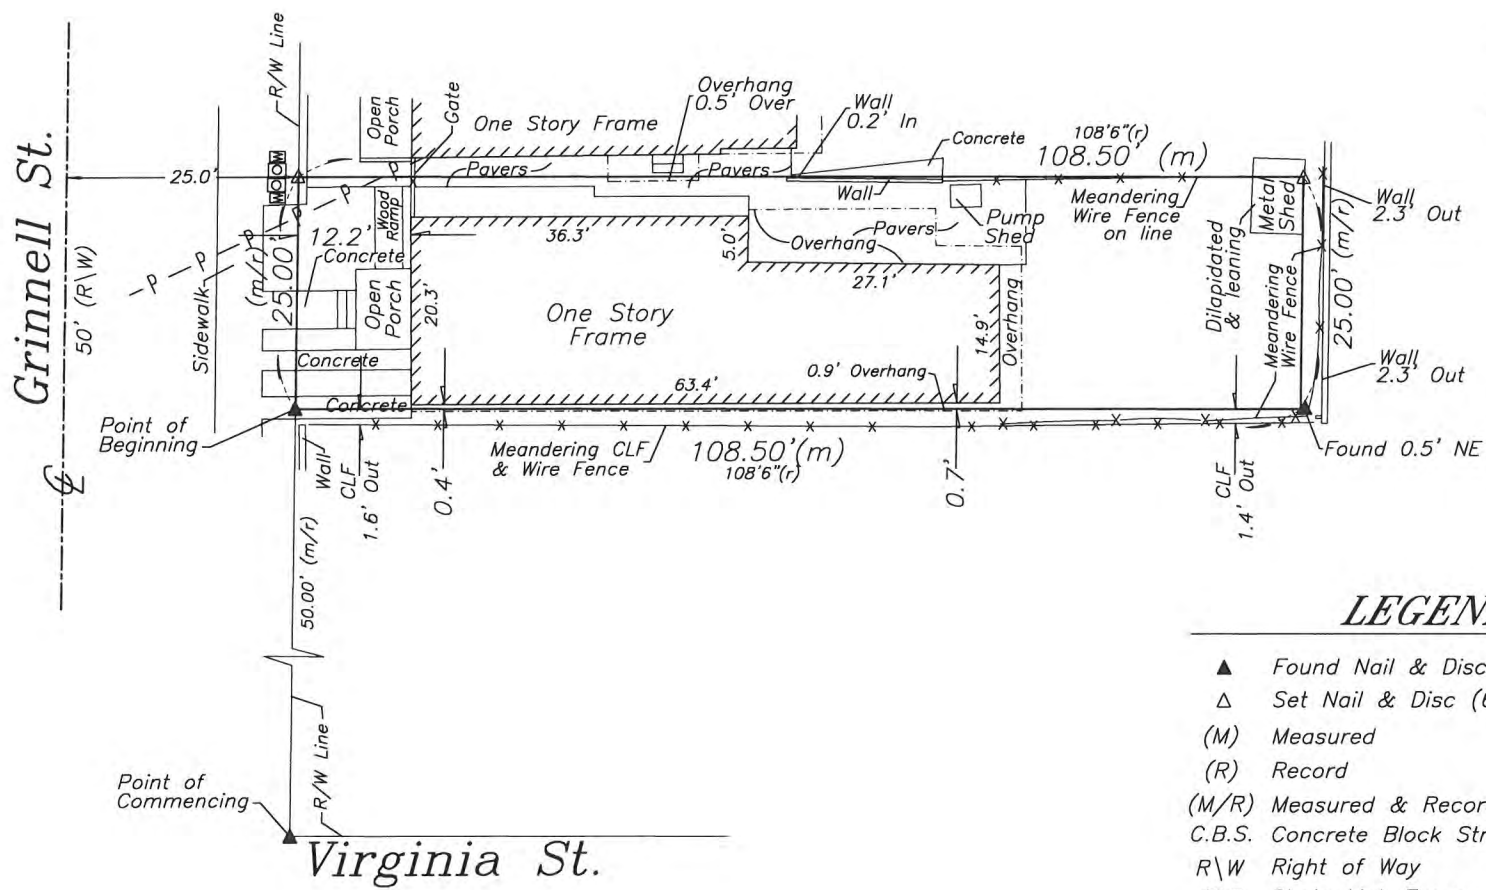 Grinnell St.
50' (R\W)
℄
R/W Line
Sidewalk
25.0'
WOOW
P P P P P P
25.00'
(m/r)
12.2'
Concrete
Open
Porch
Wood
Ramp
Open
Porch
Concrete
Concrete
Gate
One Story Frame
Overhang
0.5' Over
Wall
0.2' In
Concrete
Pavers
Pavers
Wall
108'6"(r)
108.50' (m)
Meandering
Wire Fence
on line
Metal
Shed
Dilapidated
& leaning
Wall
2.3' Out
Pump
Shed
Pavers
Overhang
36.3'
5.0'
27.1'
20.3'
14.9'
One Story
Frame
Overhang
Meandering
Wire Fence
25.00' (m/r)
Wall
2.3' Out
63.4'
0.9' Overhang
Point of
Beginning
Wall
CLF
1.6' Out
0.4'
Meandering CLF
& Wire Fence
108.50'(m)
108'6"(r)
0.7'
CLF
1.4' Out
Found 0.5' NE
50.00' (m/r)
Point of
Commencing
R/W Line
Virginia St.
LEGEN
Found Nail & Disc
Set Nail & Disc (
(M) Measured
(R) Record
(M/R) Measured & Recor
C.B.S. Concrete Block Str
R\W Right of Way